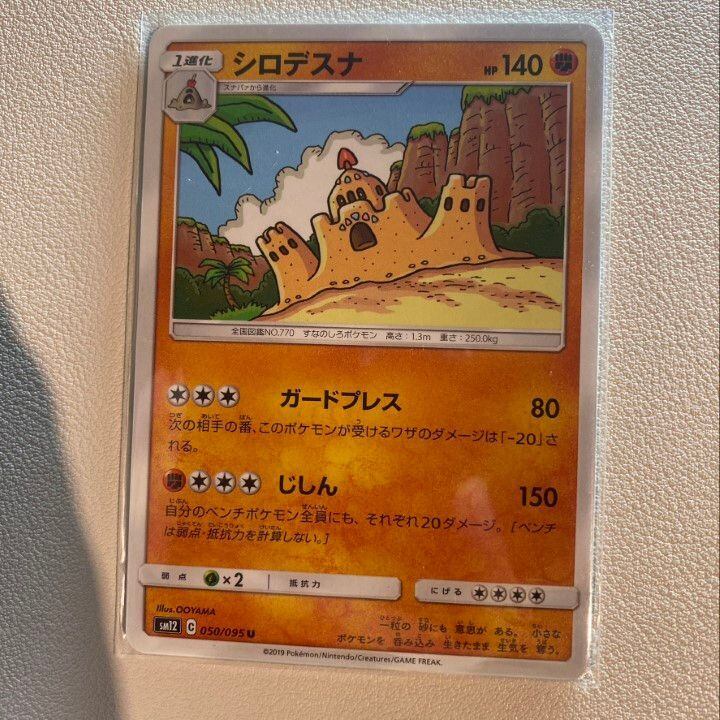 1進化
シロデスナ
HP 140
スナバァから進化
全国図鑑NO.770 すなのしろポケモン 高さ：1.3m 重さ：250.0kg
ガードプレス 80
次の相手の番、このポケモンが受けるワザのダメージは「-20」さ
れる。
じしん 150
自分のベンチポケモン全員にも、それぞれ20ダメージ。[ベンチ
は弱点・抵抗力を計算しない。]
弱点 ×2 抵抗力 にげる
Illus.OOYAMA
sm12 C 050/095 U
一粒の 砂にも 意思が ある。 小さな
ポケモンを 呑み込み 生きたまま 生気を 奪う。
©2019 Pokémon/Nintendo/Creatures/GAME FREAK.